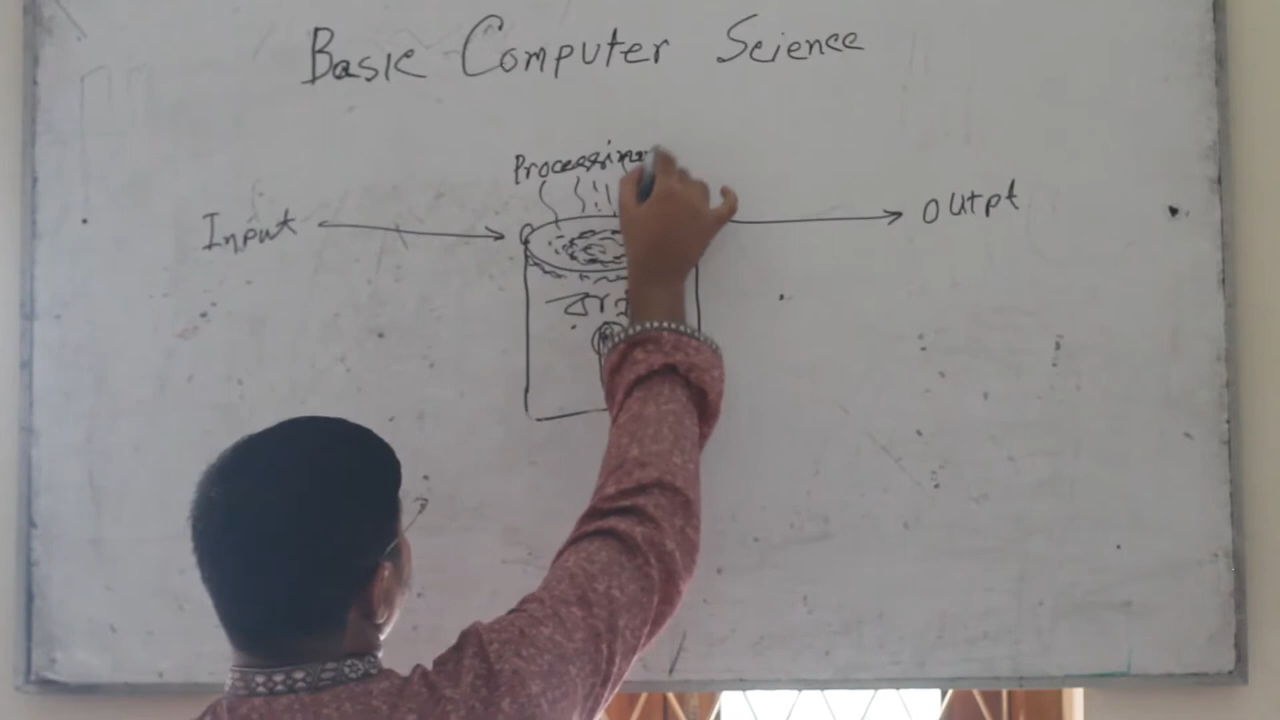 Basic Computer Science
Processing
Input
Outpt